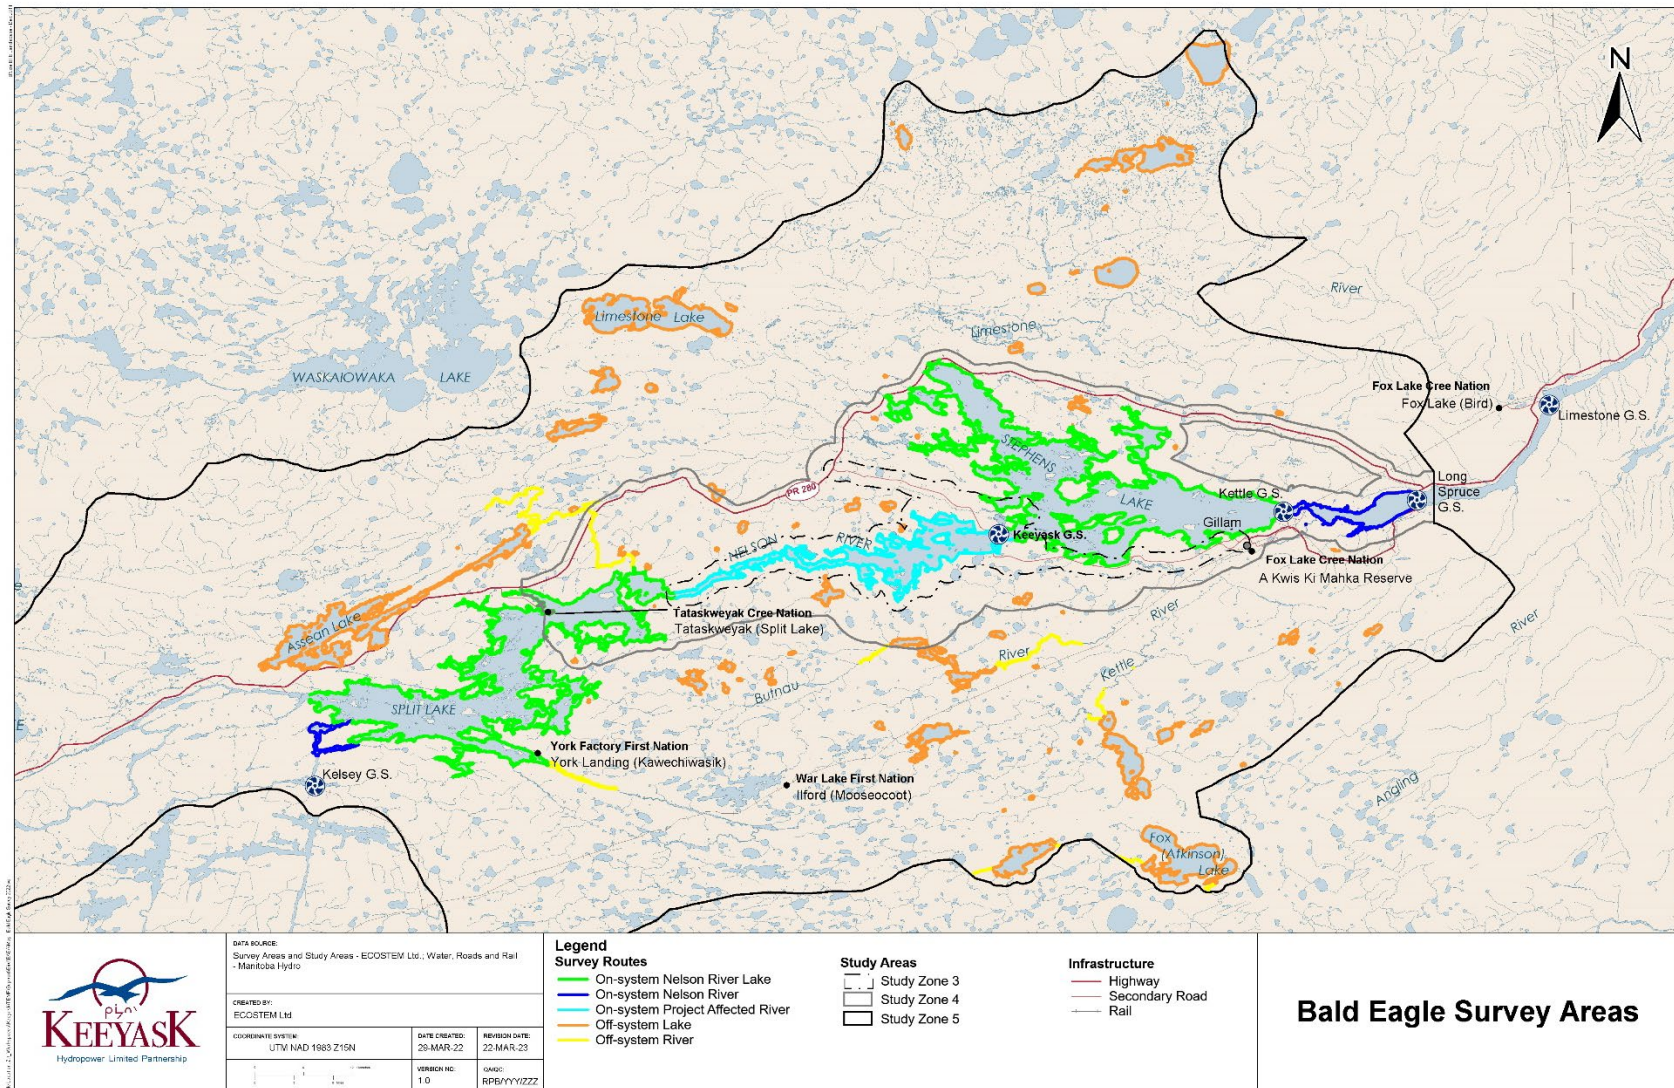 N
River
Limestone
Limestone Lake
WASKAIOWAKA LAKE
Fox Lake Cree Nation
Fox Lake (Bird)
Limestone G.S.
STEPHENS
LAKE
Long
Spruce
G.S.
Kettle G.S.
PR 280
Gillam
Keeyask G.S.
NELSON RIVER
Fox Lake Cree Nation
A Kwis Ki Mahka Reserve
Tataskweyak Cree Nation
Tataskweyak (Split Lake)
Assean Lake
River
River
River
Kettle
Butnau
SPLIT LAKE
E
York Factory First Nation
York Landing (Kawechiwasik)
Kelsey G.S.
War Lake First Nation
Ilford (Mooseocoot)
Angling
Fox
(Atkinson)
Lake
KEEYASK
Hydropower Limited Partnership
DATA SOURCE:
Survey Areas and Study Areas - ECOSTEM Ltd.; Water, Roads and Rail
- Manitoba Hydro
CREATED BY:
ECOSTEM Ltd
COORDINATE SYSTEM:
UTM NAD 1983 Z15N
DATE CREATED:
29-MAR-22
REVISION DATE:
22-MAR-23
VERSION NO:
1.0
QA/QC:
RPB/YYY/ZZZ
Legend
Survey Routes
On-system Nelson River Lake
On-system Nelson River
On-system Project Affected River
Off-system Lake
Off-system River
Study Areas
Study Zone 3
Study Zone 4
Study Zone 5
Infrastructure
Highway
Secondary Road
Rail
Bald Eagle Survey Areas